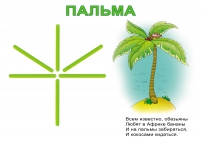 ПАЛЬМА
Всем известно, обезьяны
Любят в Африке бананы
И на пальмы забираться,
И кокосами кидаться.